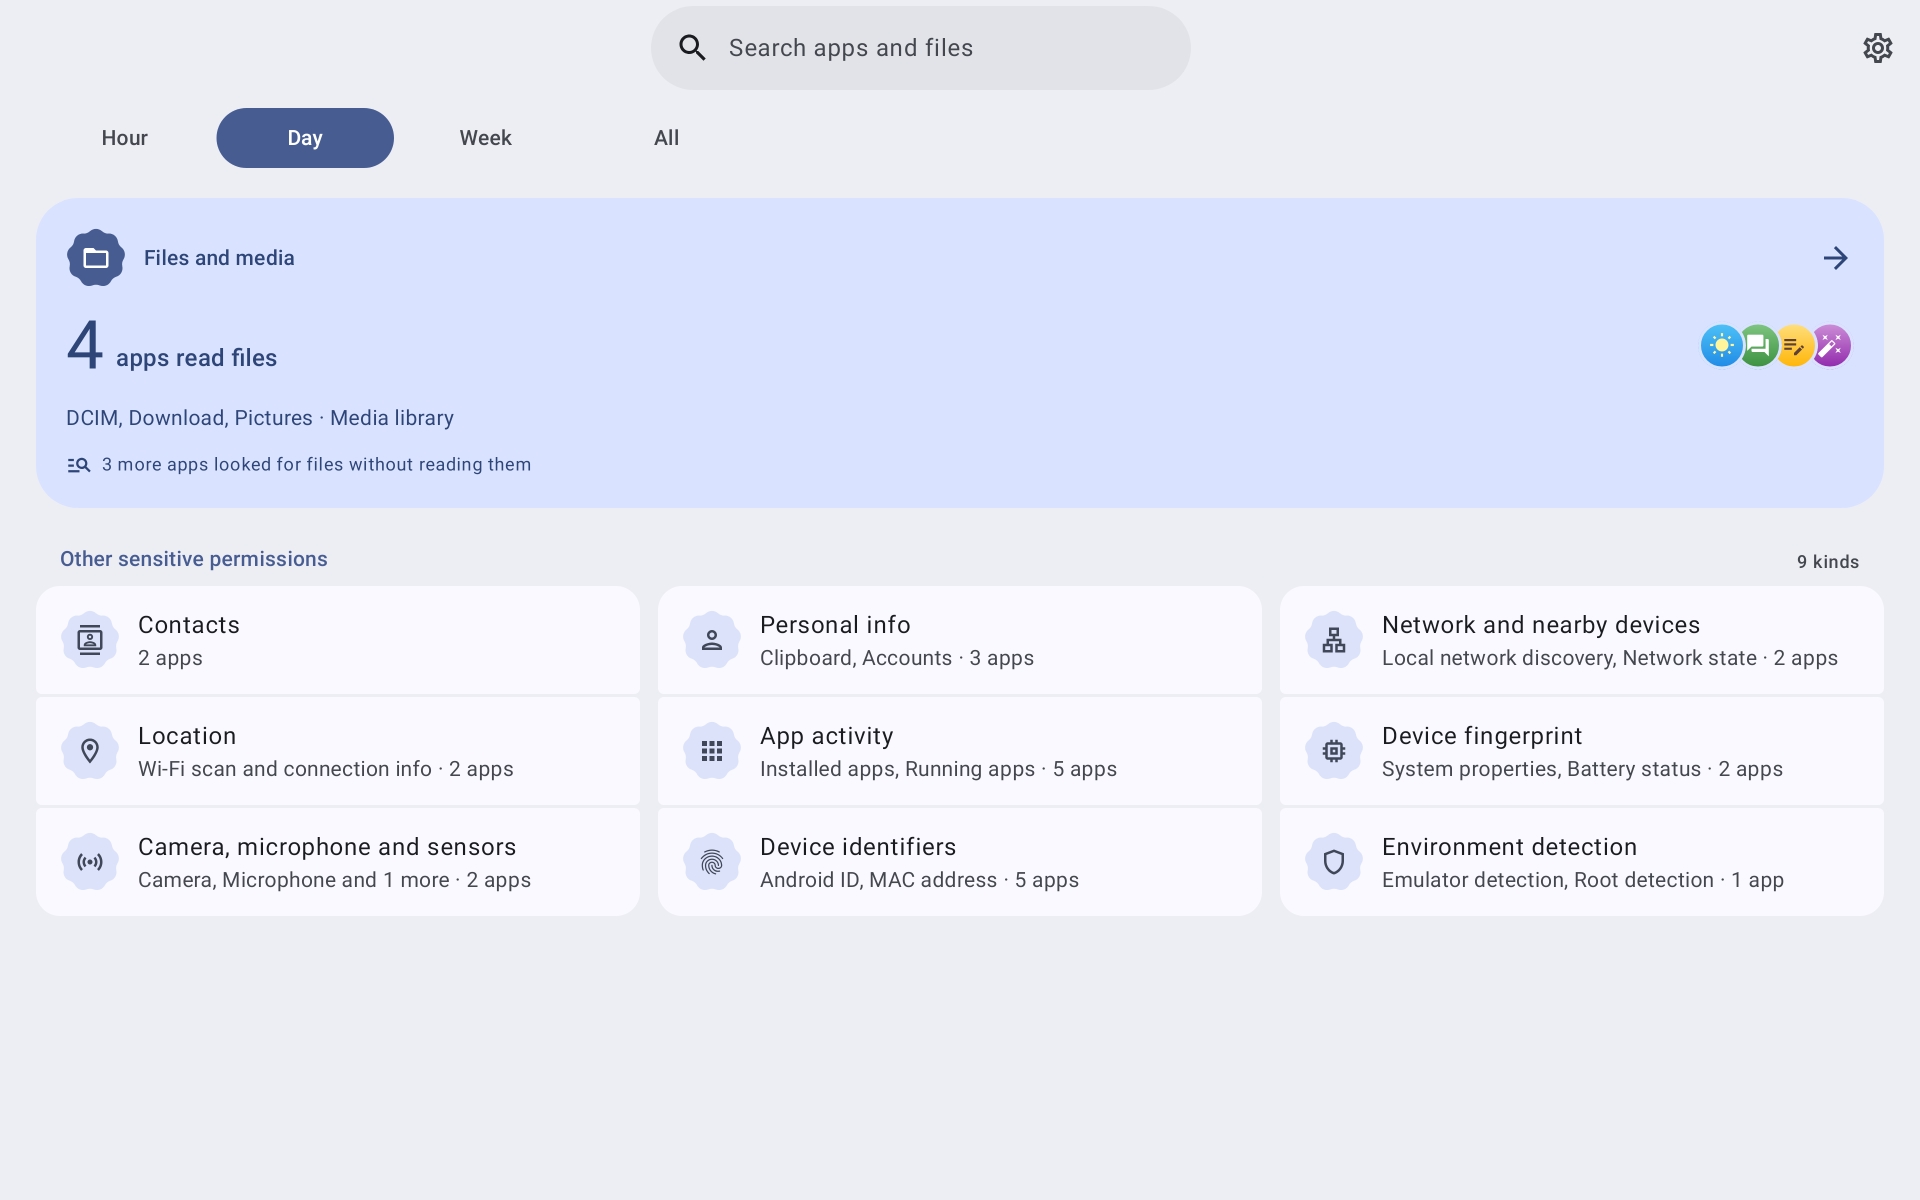 Search apps and files
Hour
Day
Week
All
Files and media
4 apps read files
DCIM, Download, Pictures · Media library
3 more apps looked for files without reading them
Other sensitive permissions
9 kinds
Contacts
2 apps
Personal info
Clipboard, Accounts · 3 apps
Network and nearby devices
Local network discovery, Network state · 2 apps
Location
Wi-Fi scan and connection info · 2 apps
App activity
Installed apps, Running apps · 5 apps
Device fingerprint
System properties, Battery status · 2 apps
Camera, microphone and sensors
Camera, Microphone and 1 more · 2 apps
Device identifiers
Android ID, MAC address · 5 apps
Environment detection
Emulator detection, Root detection · 1 app